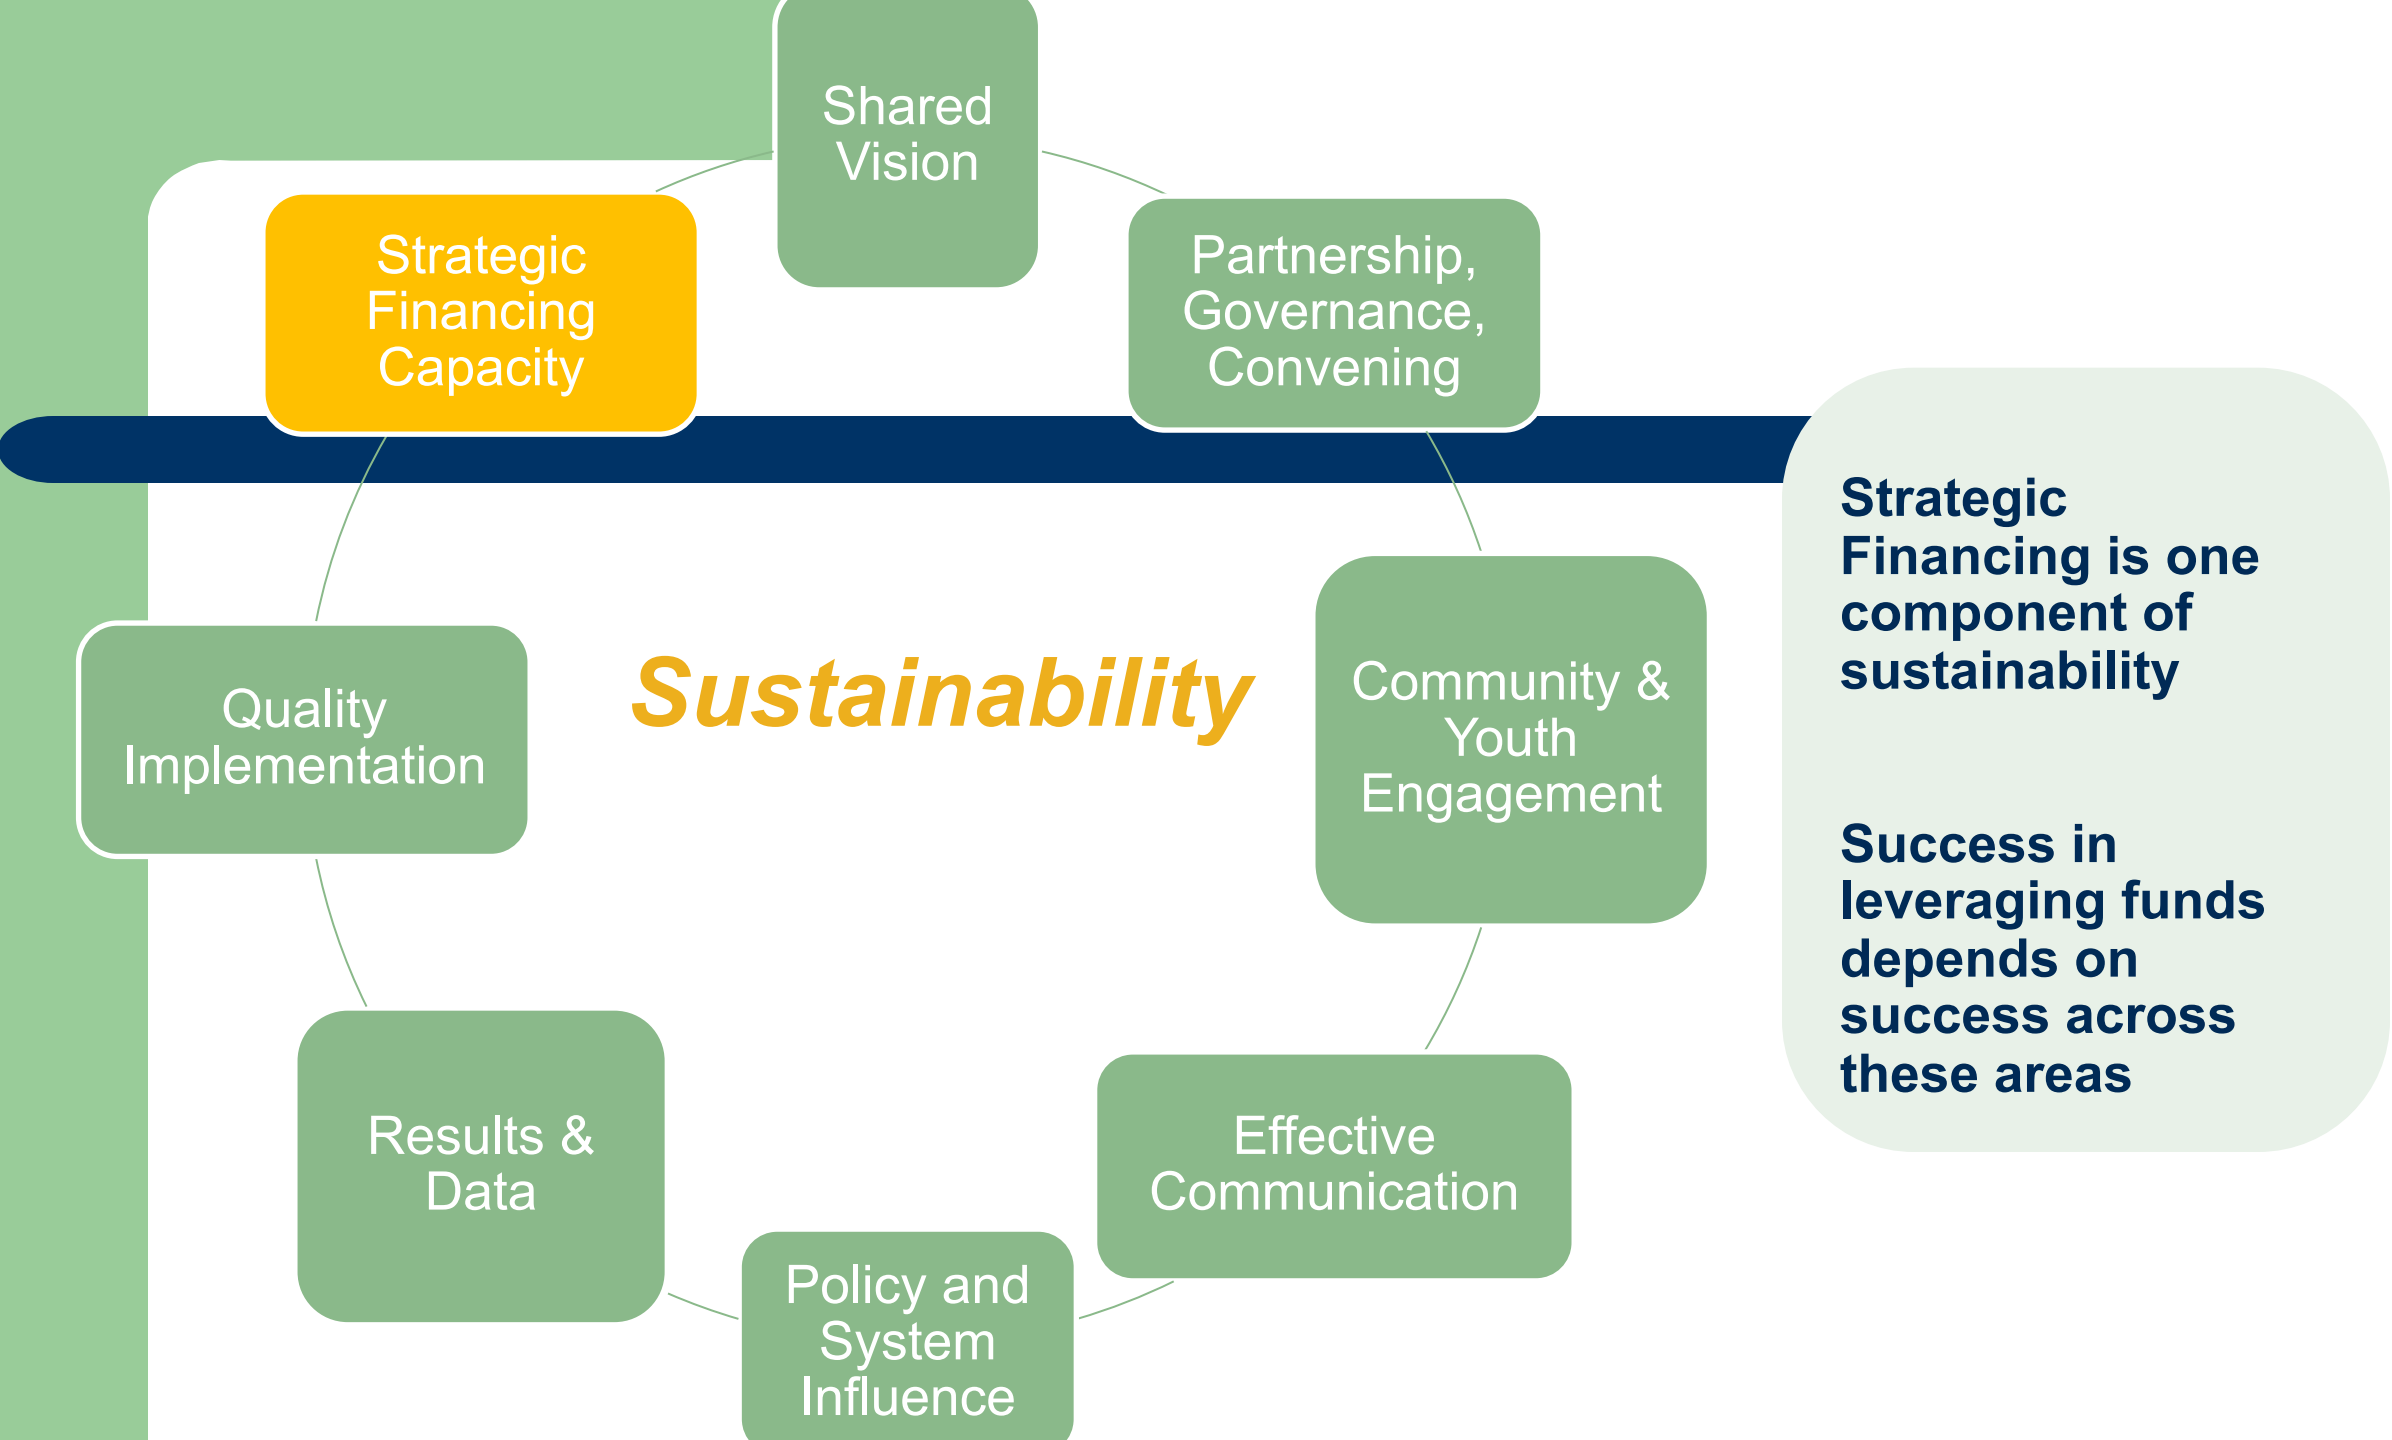 Shared
Vision
Strategic
Financing
Capacity
Partnership,
Governance,
Convening
Quality
Implementation
Sustainability
Community &
Youth
Engagement
Results &
Data
Effective
Communication
Policy and
System
Influence
Strategic
Financing is one
component of
sustainability
Success in
leveraging funds
depends on
success across
these areas